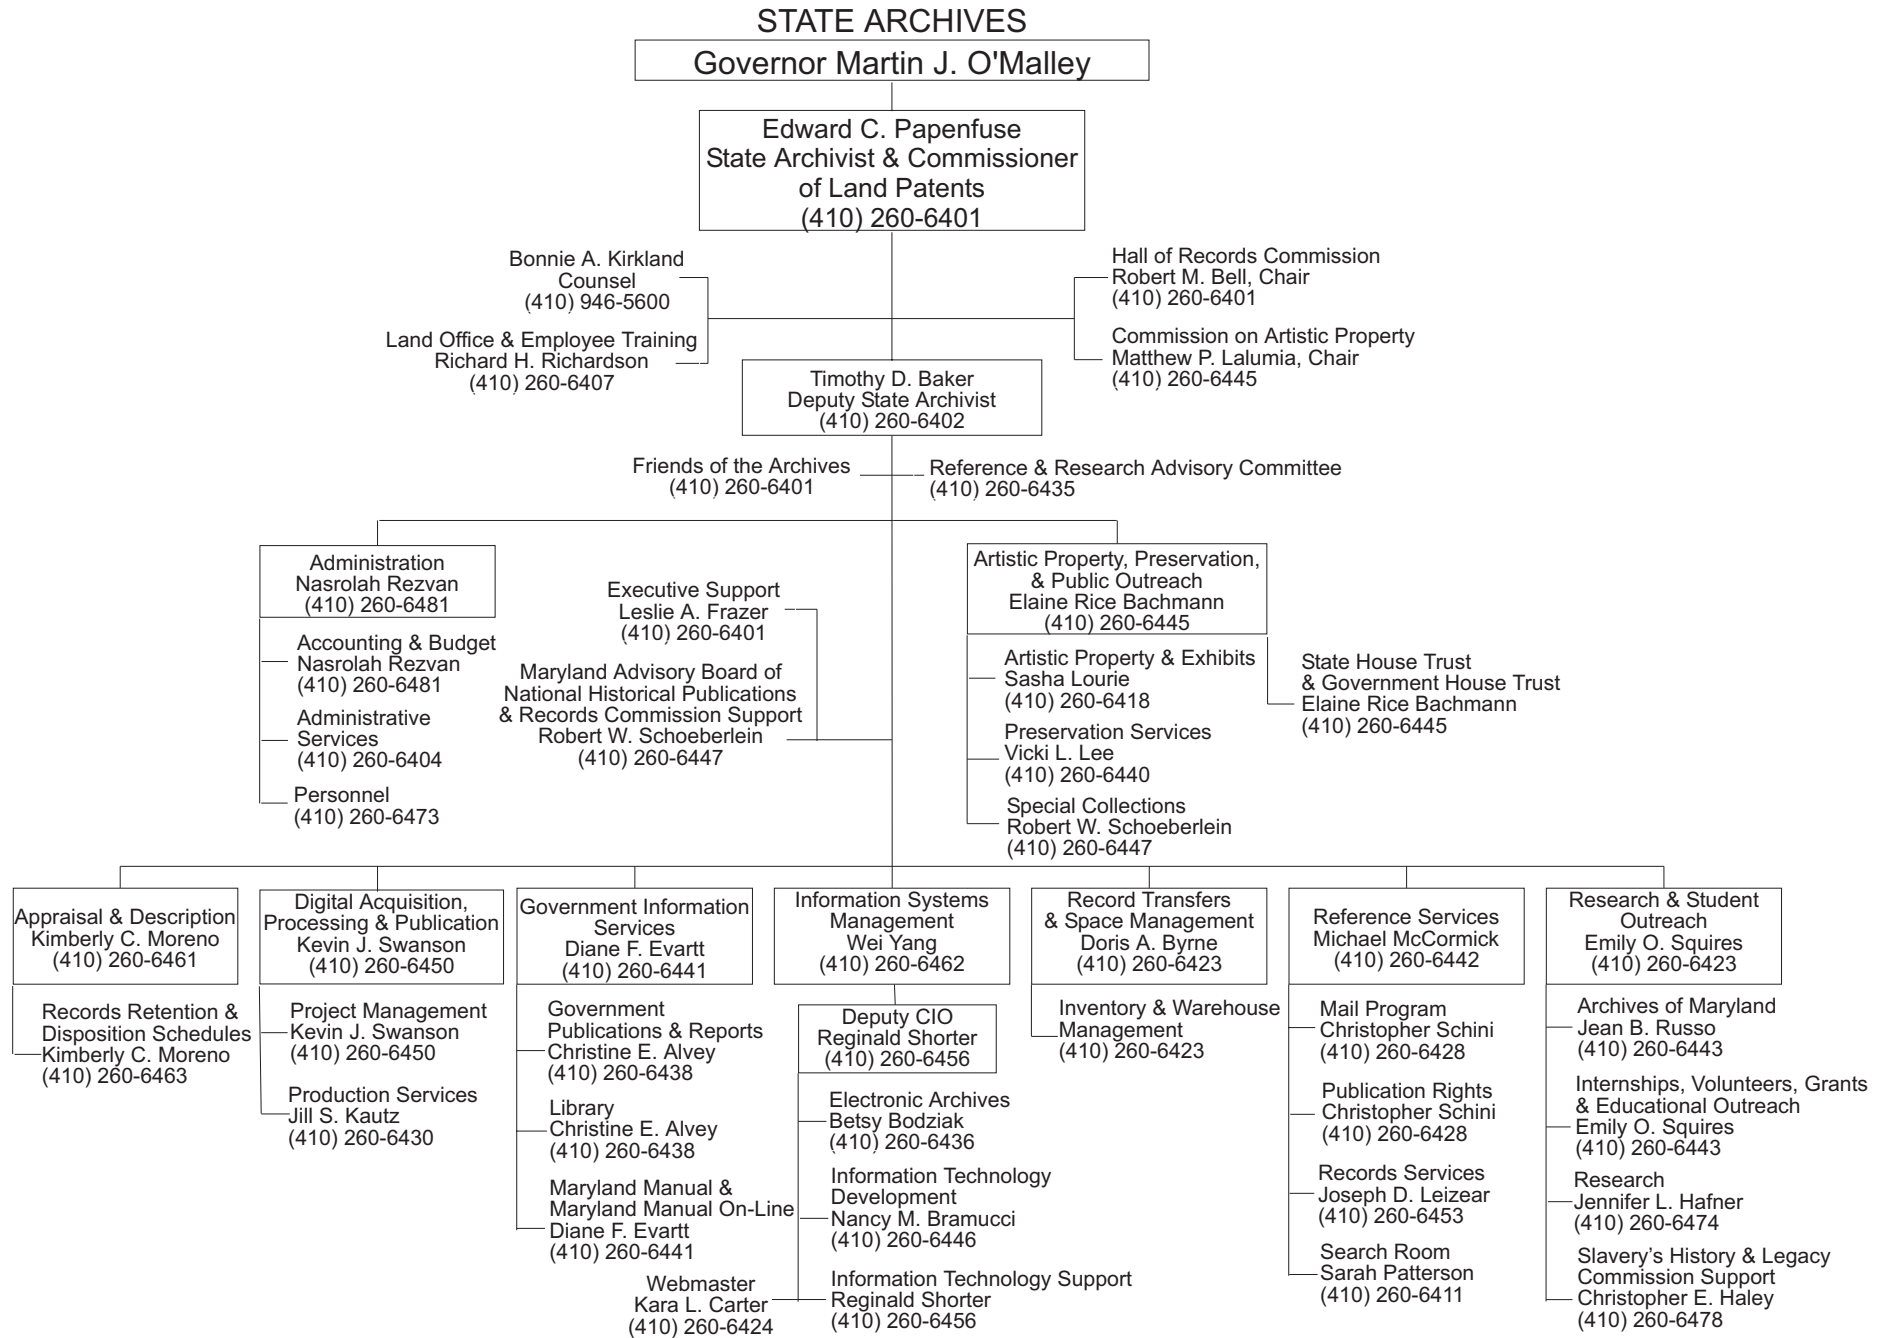 STATE ARCHIVES
Governor Martin J. O'Malley
Edward C. Papenfuse
State Archivist & Commissioner
of Land Patents
(410) 260-6401
Bonnie A. Kirkland
Counsel
(410) 946-5600
Land Office & Employee Training
Richard H. Richardson
(410) 260-6407
Hall of Records Commission
Robert M. Bell, Chair
(410) 260-6401
Commission on Artistic Property
Matthew P. Lalumia, Chair
(410) 260-6445
Timothy D. Baker
Deputy State Archivist
(410) 260-6402
Friends of the Archives
(410) 260-6401
Reference & Research Advisory Committee
(410) 260-6435
Administration
Nasrolah Rezvan
(410) 260-6481
Accounting & Budget
Nasrolah Rezvan
(410) 260-6481
Administrative
Services
(410) 260-6404
Personnel
(410) 260-6473
Executive Support
Leslie A. Frazer
(410) 260-6401
Maryland Advisory Board of
National Historical Publications
& Records Commission Support
Robert W. Schoeberlein
(410) 260-6447
Artistic Property, Preservation,
& Public Outreach
Elaine Rice Bachmann
(410) 260-6445
Artistic Property & Exhibits
Sasha Lourie
(410) 260-6418
Preservation Services
Vicki L. Lee
(410) 260-6440
Special Collections
Robert W. Schoeberlein
(410) 260-6447
State House Trust
& Government House Trust
Elaine Rice Bachmann
(410) 260-6445
Appraisal & Description
Kimberly C. Moreno
(410) 260-6461
Records Retention &
Disposition Schedules
Kimberly C. Moreno
(410) 260-6463
Digital Acquisition,
Processing & Publication
Kevin J. Swanson
(410) 260-6450
Project Management
Kevin J. Swanson
(410) 260-6450
Production Services
Jill S. Kautz
(410) 260-6430
Government Information
Services
Diane F. Evartt
(410) 260-6441
Government
Publications & Reports
Christine E. Alvey
(410) 260-6438
Library
Christine E. Alvey
(410) 260-6438
Maryland Manual &
Maryland Manual On-Line
Diane F. Evartt
(410) 260-6441
Information Systems
Management
Wei Yang
(410) 260-6462
Deputy CIO
Reginald Shorter
(410) 260-6456
Electronic Archives
Betsy Bodziak
(410) 260-6436
Information Technology
Development
Nancy M. Bramucci
(410) 260-6446
Webmaster
Kara L. Carter
(410) 260-6424
Information Technology Support
Reginald Shorter
(410) 260-6456
Record Transfers
& Space Management
Doris A. Byrne
(410) 260-6423
Inventory & Warehouse
Management
(410) 260-6423
Reference Services
Michael McCormick
(410) 260-6442
Mail Program
Christopher Schini
(410) 260-6428
Publication Rights
Christopher Schini
(410) 260-6428
Records Services
Joseph D. Leizear
(410) 260-6453
Search Room
Sarah Patterson
(410) 260-6411
Research & Student
Outreach
Emily O. Squires
(410) 260-6423
Archives of Maryland
Jean B. Russo
(410) 260-6443
Internships, Volunteers, Grants
& Educational Outreach
Emily O. Squires
(410) 260-6443
Research
Jennifer L. Hafner
(410) 260-6474
Slavery’s History & Legacy
Commission Support
Christopher E. Haley
(410) 260-6478